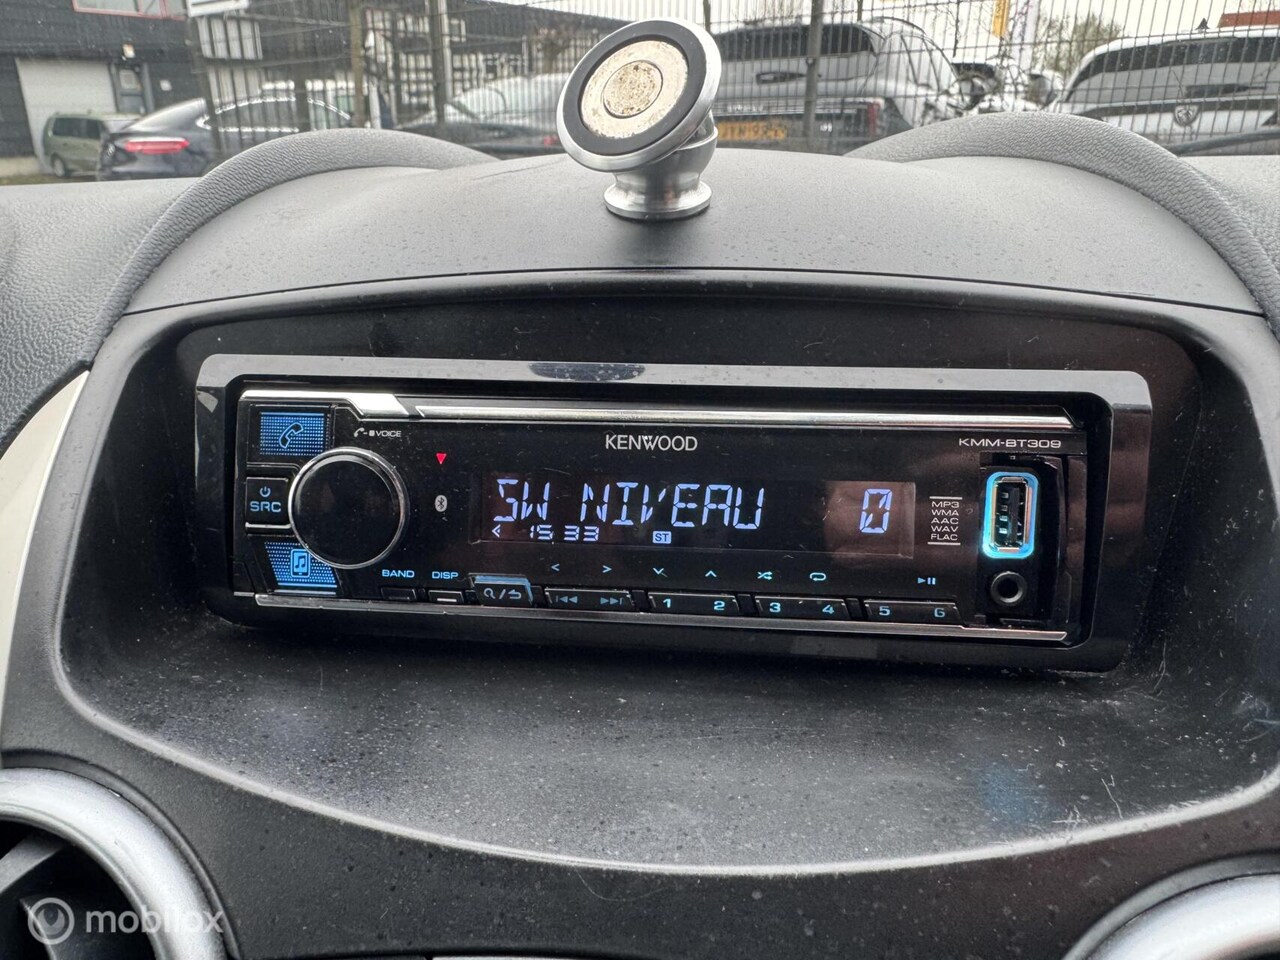 VOICE
KENWOOD
KMM-BT309
SRC
SW NIVEAU 0
15:33
ST
MP3
WMA
AAC
WAV
FLAC
BAND DISP
1 2 3 4 5 6
mobilox